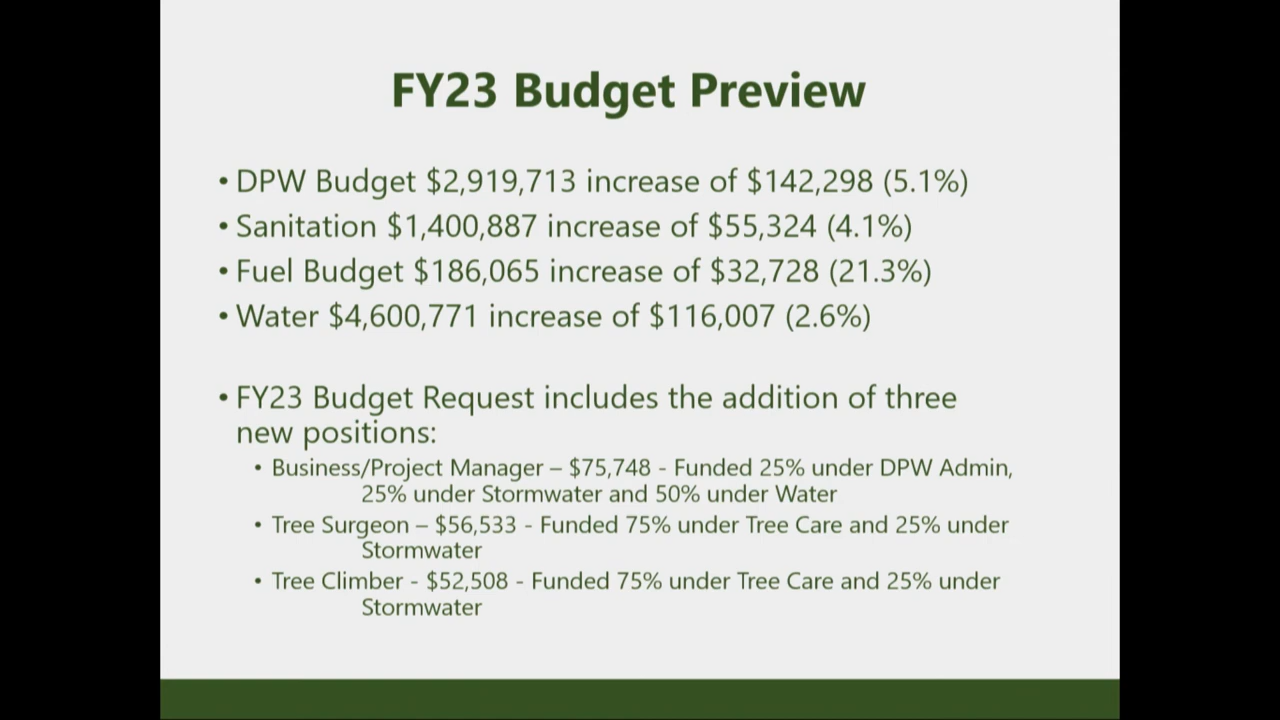 FY23 Budget Preview
• DPW Budget $2,919,713 increase of $142,298 (5.1%)
• Sanitation $1,400,887 increase of $55,324 (4.1%)
• Fuel Budget $186,065 increase of $32,728 (21.3%)
• Water $4,600,771 increase of $116,007 (2.6%)
• FY23 Budget Request includes the addition of three
new positions:
• Business/Project Manager – $75,748 - Funded 25% under DPW Admin,
25% under Stormwater and 50% under Water
• Tree Surgeon – $56,533 - Funded 75% under Tree Care and 25% under
Stormwater
• Tree Climber - $52,508 - Funded 75% under Tree Care and 25% under
Stormwater